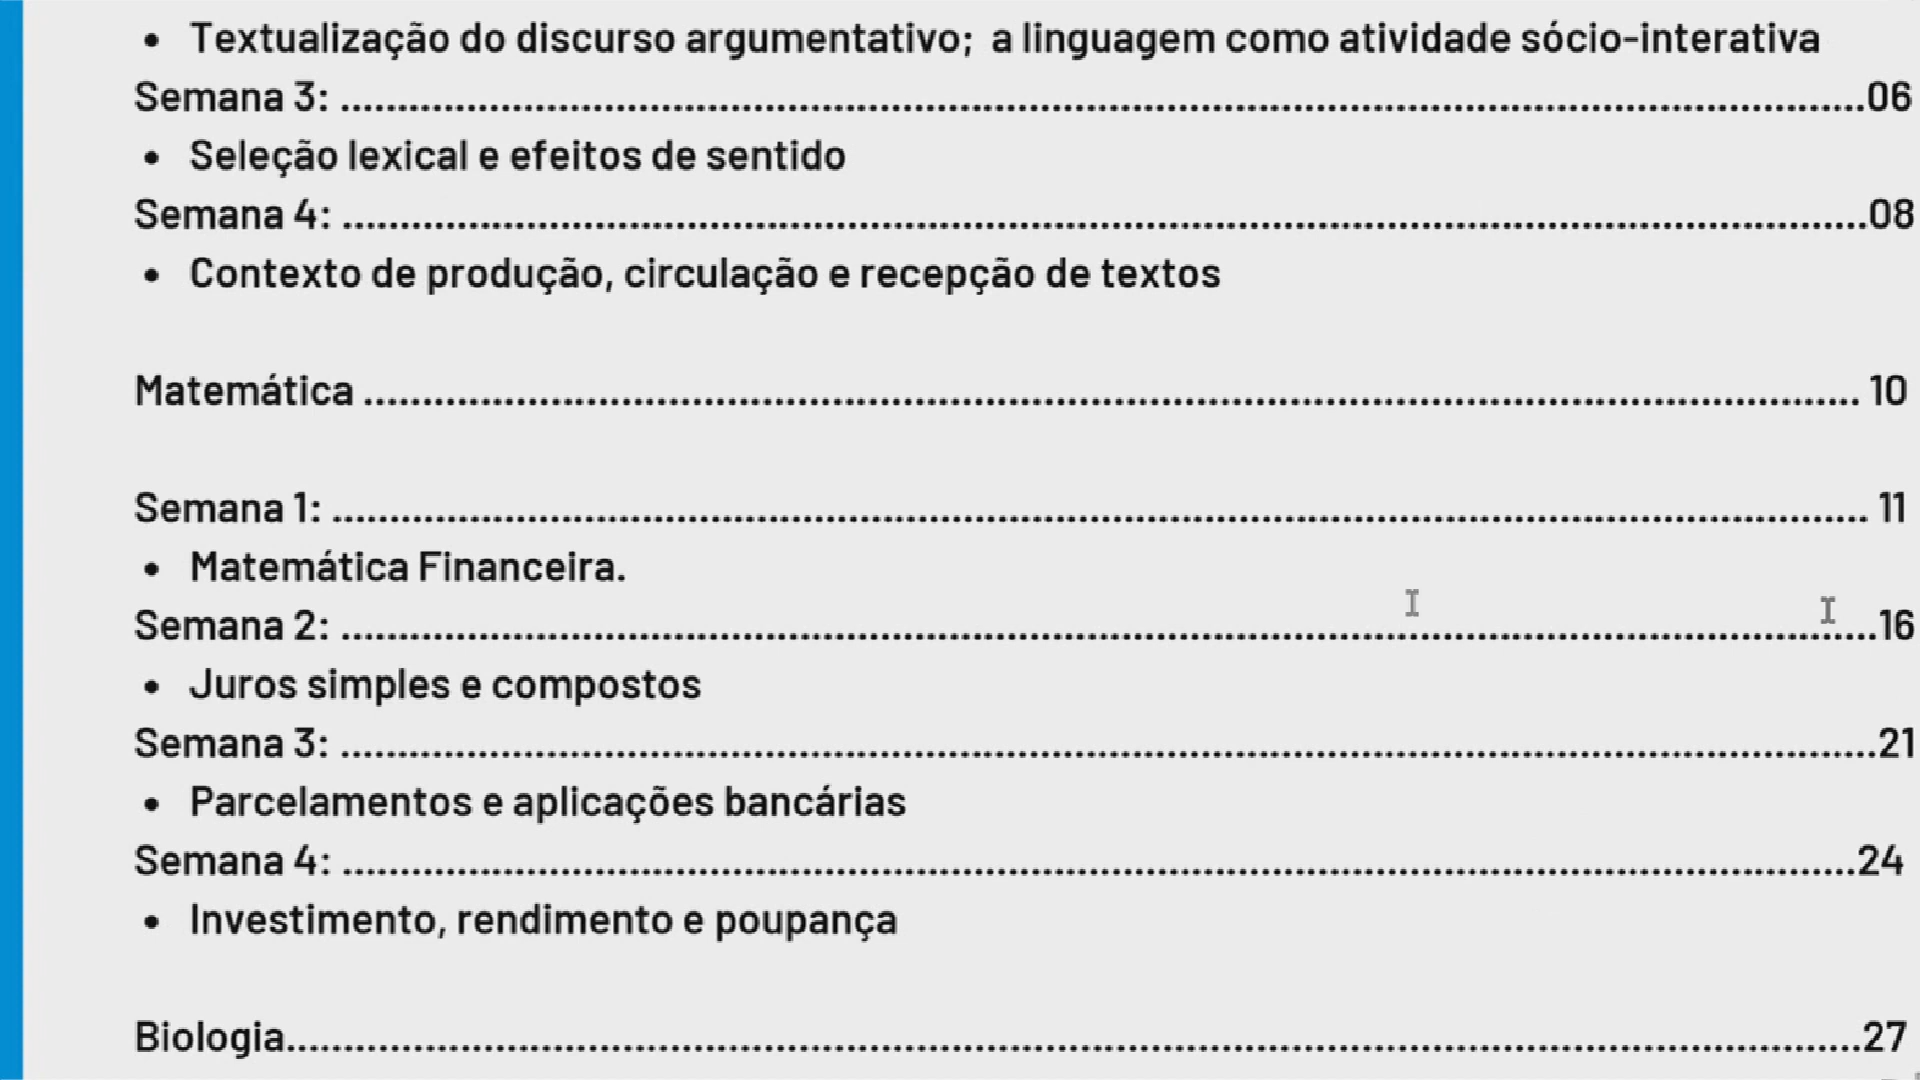 • Textualização do discurso argumentativo;  a linguagem como atividade sócio-interativa
Semana 3: ........................................................................................................................................06
• Seleção lexical e efeitos de sentido
Semana 4: ........................................................................................................................................08
• Contexto de produção, circulação e recepção de textos
Matemática ...................................................................................................................................... 10
Semana 1: ......................................................................................................................................... 11
• Matemática Financeira.
Semana 2: .........................................................................................................................................16
• Juros simples e compostos
Semana 3: .........................................................................................................................................21
• Parcelamentos e aplicações bancárias
Semana 4: .......................................................................................................................................24
• Investimento, rendimento e poupança
Biologia............................................................................................................................................27